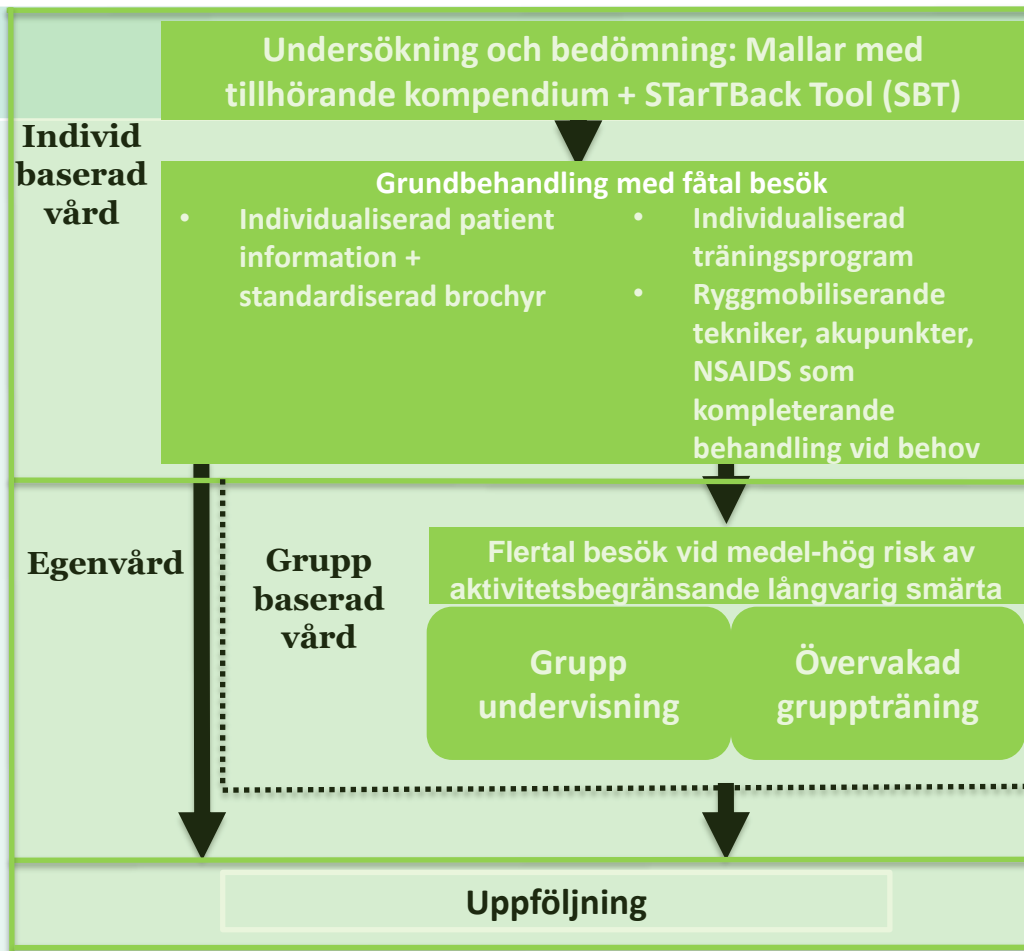 Undersökning och bedömning: Mallar med
tillhörande kompendium + STarTBack Tool (SBT)
Individ
baserad
vård
Grundbehandling med fåtal besök
• Individualiserad patient
information +
standardiserad brochyr
• Individualiserad
träningsprogram
• Ryggmobiliserande
tekniker, akupunkter,
NSAIDS som
kompleterande
behandling vid behov
Egenvård
Grupp
baserad
vård
Flertal besök vid medel-hög risk av
aktivitetsbegränsande långvarig smärta
Grupp
undervisning
Övervakad
gruppträning
Uppföljning